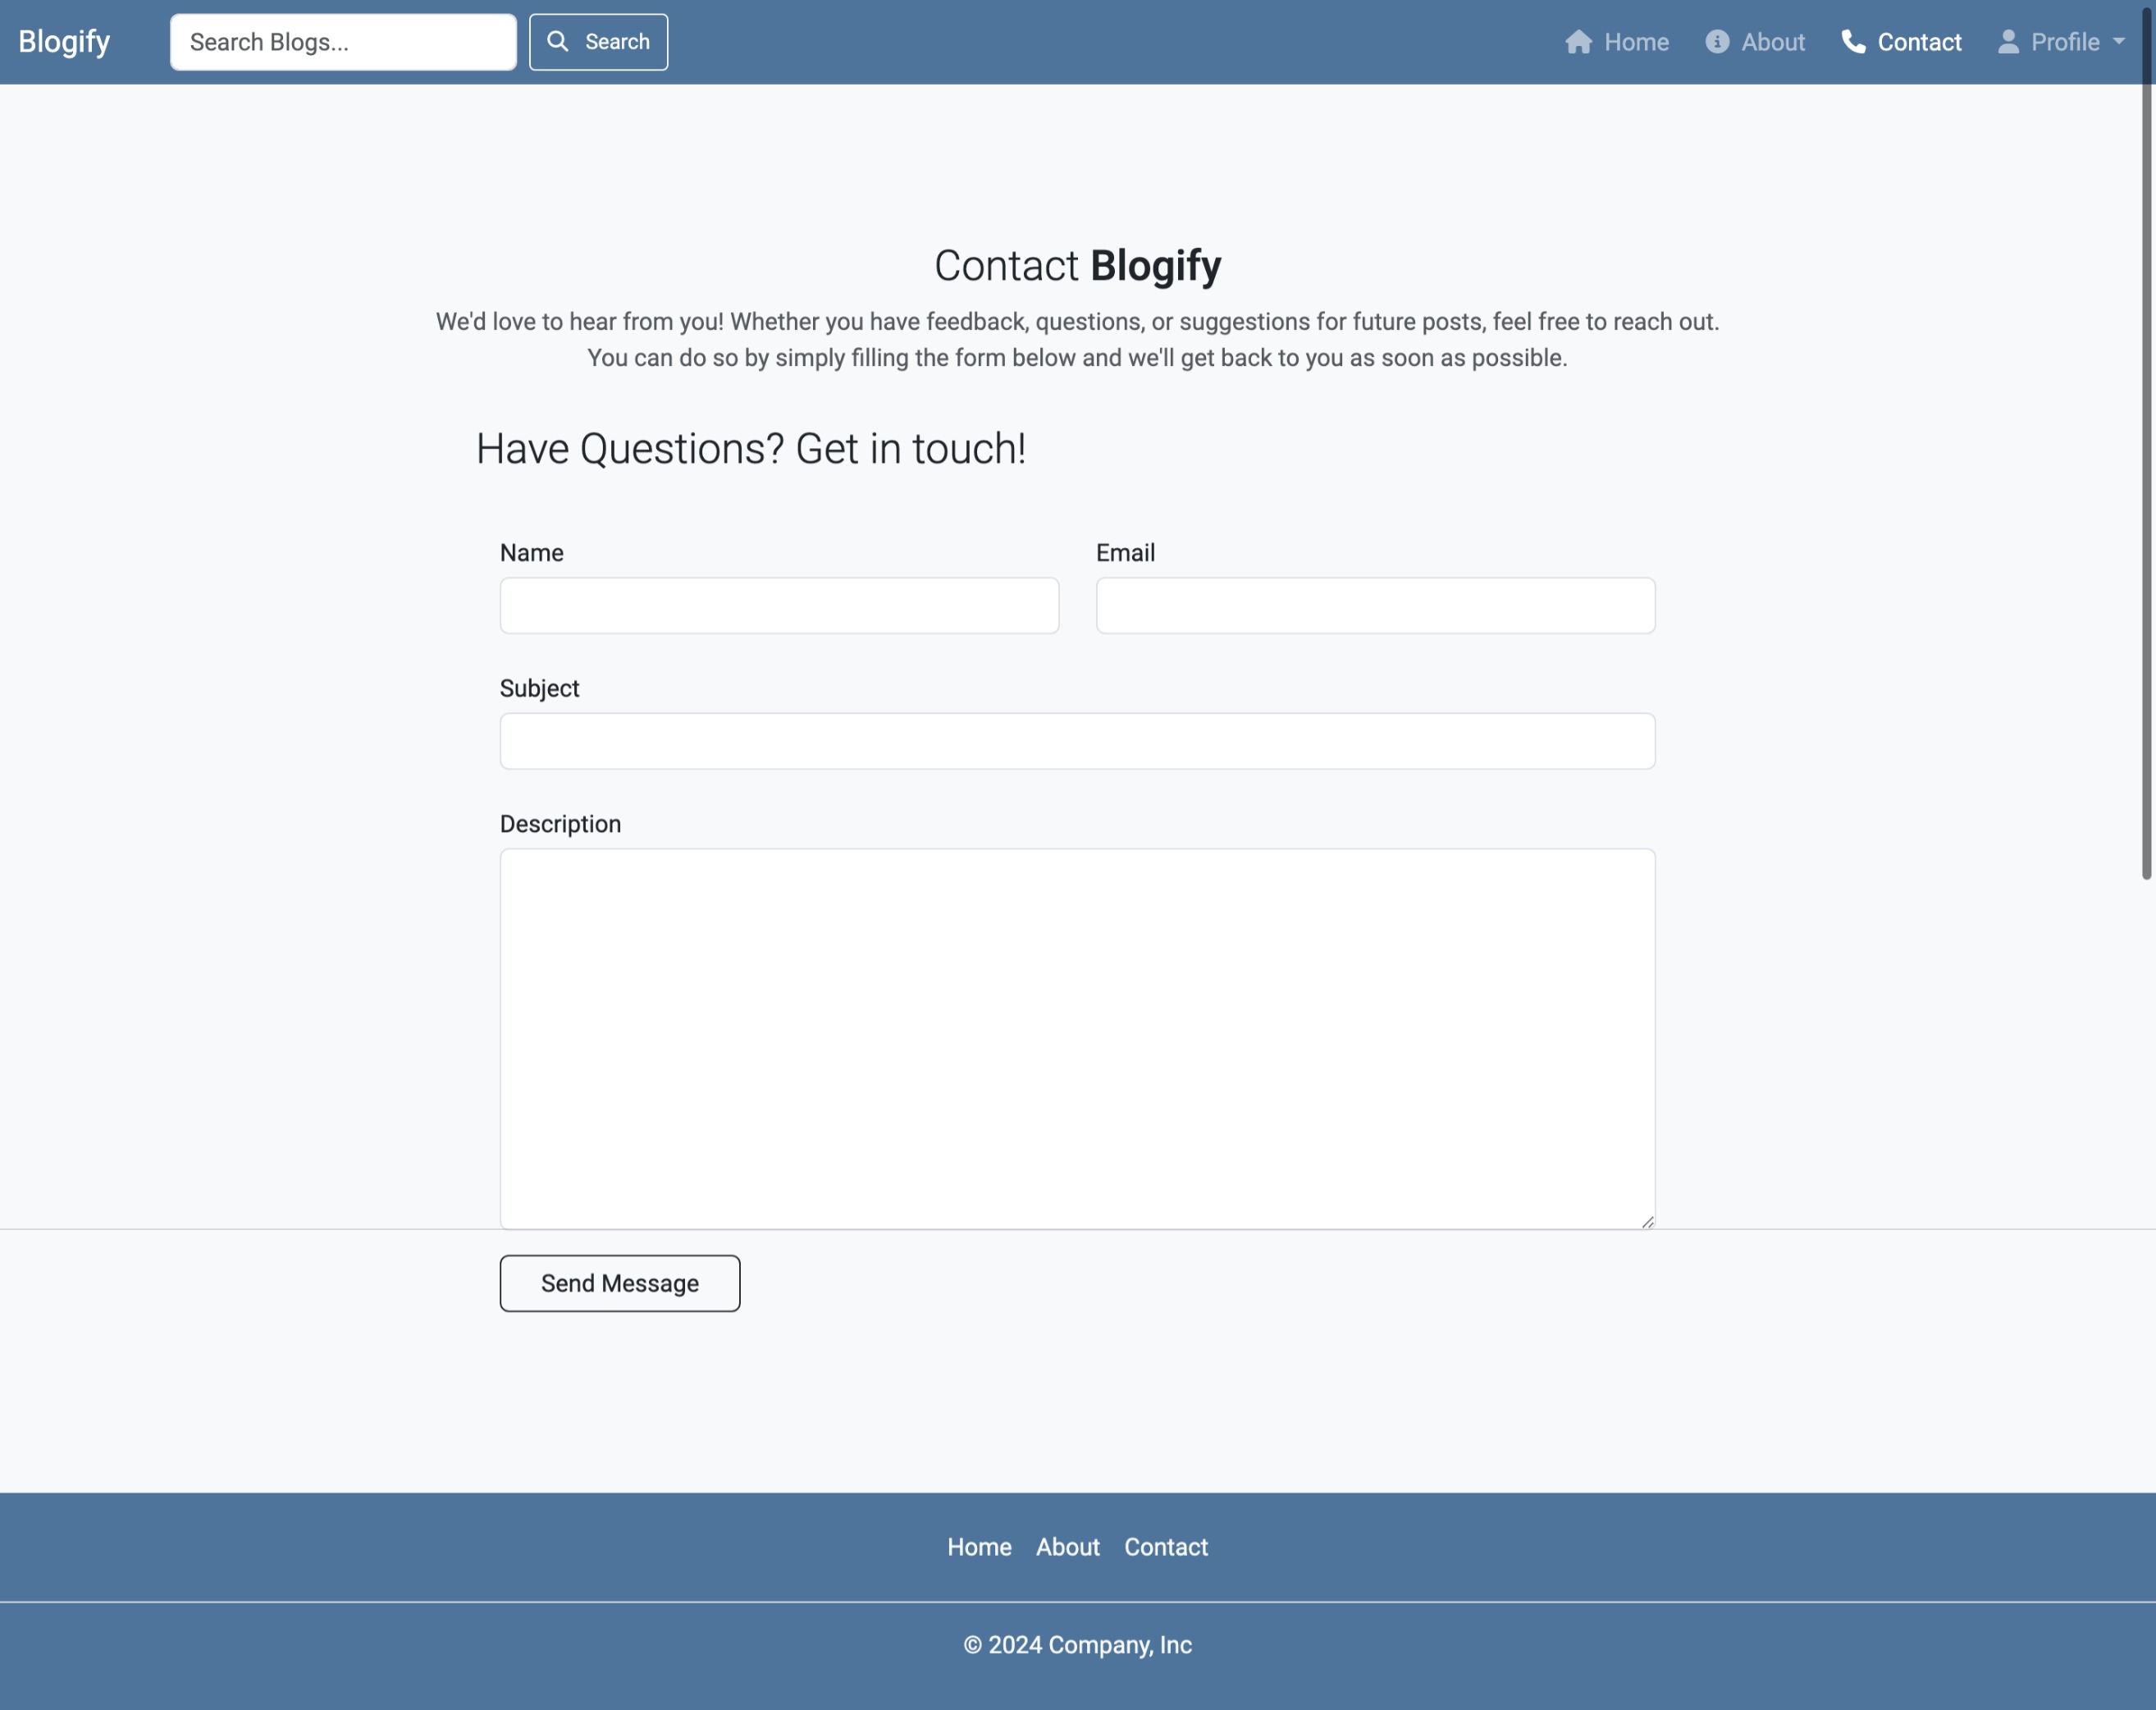 Blogify
Search Blogs...
Search
Home
About
Contact
Profile
Contact Blogify
We'd love to hear from you! Whether you have feedback, questions, or suggestions for future posts, feel free to reach out.
You can do so by simply filling the form below and we'll get back to you as soon as possible.
Have Questions? Get in touch!
Name
Email
Subject
Description
Send Message
Home About Contact
© 2024 Company, Inc